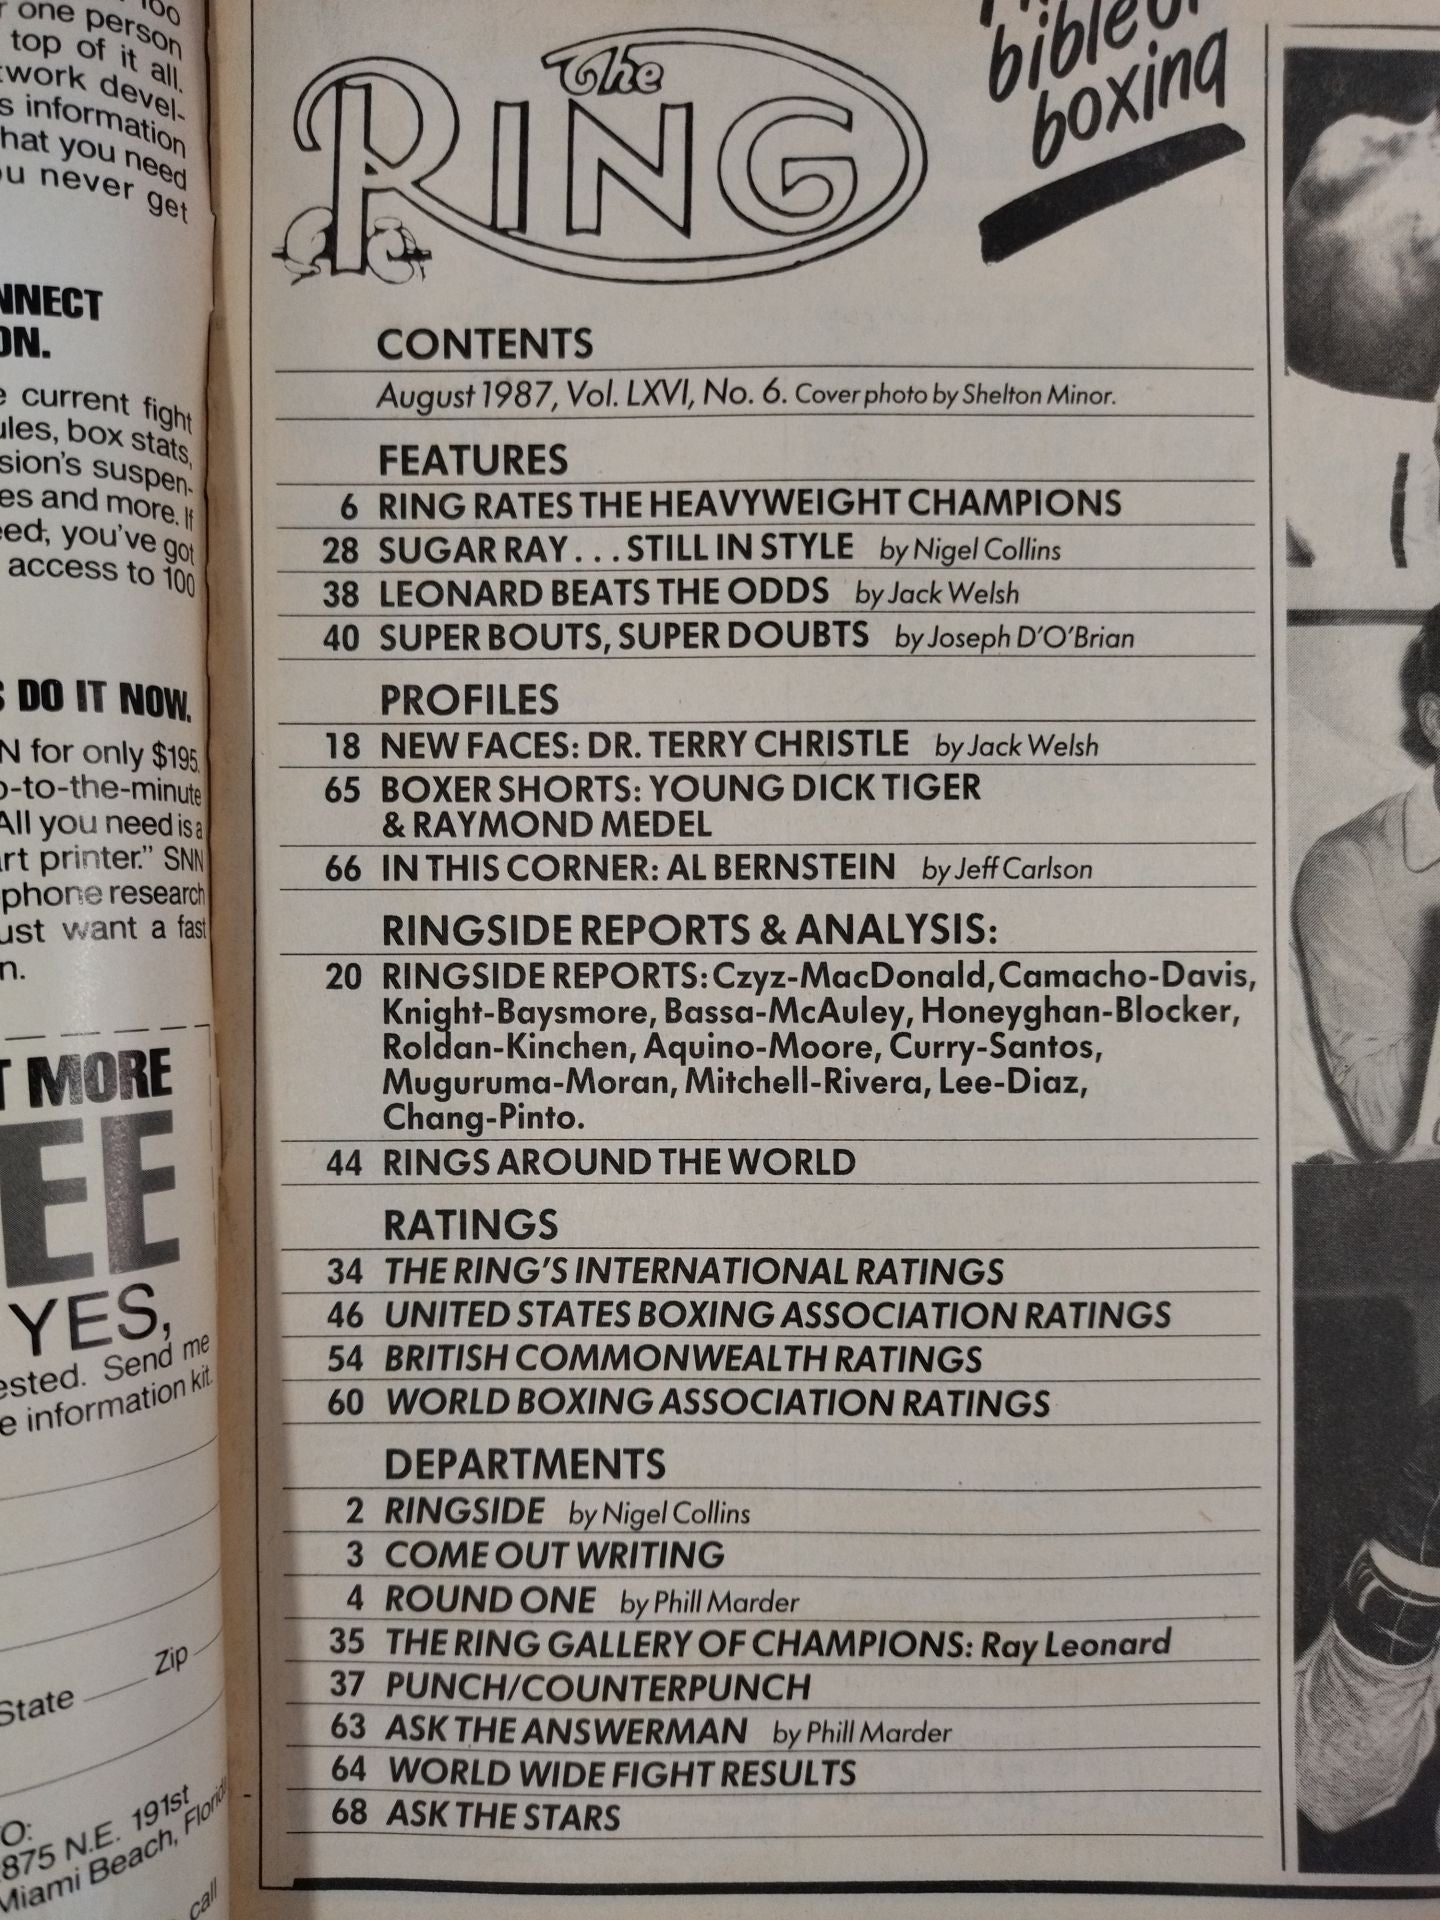 one person
top of it all.
work devel-
s information
hat you need
ou never get
NNECT
ON.
current fight
ules, box stats,
sion's suspen-
es and more. If
eed, you've got
access to 100
DO IT NOW.
N for only $195.
o-to-the-minute
All you need is a
art printer." SNN
phone research
ust want a fast
n.
T MORE
EE
YES,
ested. Send me
e information kit.
Zip
State
O:
875 N.E. 191st
Miami Beach, Florida
call
The
RING
bible of
boxing
CONTENTS
August 1987, Vol. LXVI, No. 6. Cover photo by Shelton Minor.
FEATURES
6 RING RATES THE HEAVYWEIGHT CHAMPIONS
28 SUGAR RAY . . . STILL IN STYLE by Nigel Collins
38 LEONARD BEATS THE ODDS by Jack Welsh
40 SUPER BOUTS, SUPER DOUBTS by Joseph D'O'Brian
PROFILES
18 NEW FACES: DR. TERRY CHRISTLE by Jack Welsh
65 BOXER SHORTS: YOUNG DICK TIGER
& RAYMOND MEDEL
66 IN THIS CORNER: AL BERNSTEIN by Jeff Carlson
RINGSIDE REPORTS & ANALYSIS:
20 RINGSIDE REPORTS: Czyz-MacDonald, Camacho-Davis,
Knight-Baysmore, Bassa-McAuley, Honeyghan-Blocker,
Roldan-Kinchen, Aquino-Moore, Curry-Santos,
Muguruma-Moran, Mitchell-Rivera, Lee-Diaz,
Chang-Pinto.
44 RINGS AROUND THE WORLD
RATINGS
34 THE RING'S INTERNATIONAL RATINGS
46 UNITED STATES BOXING ASSOCIATION RATINGS
54 BRITISH COMMONWEALTH RATINGS
60 WORLD BOXING ASSOCIATION RATINGS
DEPARTMENTS
2 RINGSIDE by Nigel Collins
3 COME OUT WRITING
4 ROUND ONE by Phill Marder
35 THE RING GALLERY OF CHAMPIONS: Ray Leonard
37 PUNCH/COUNTERPUNCH
63 ASK THE ANSWERMAN by Phill Marder
64 WORLD WIDE FIGHT RESULTS
68 ASK THE STARS